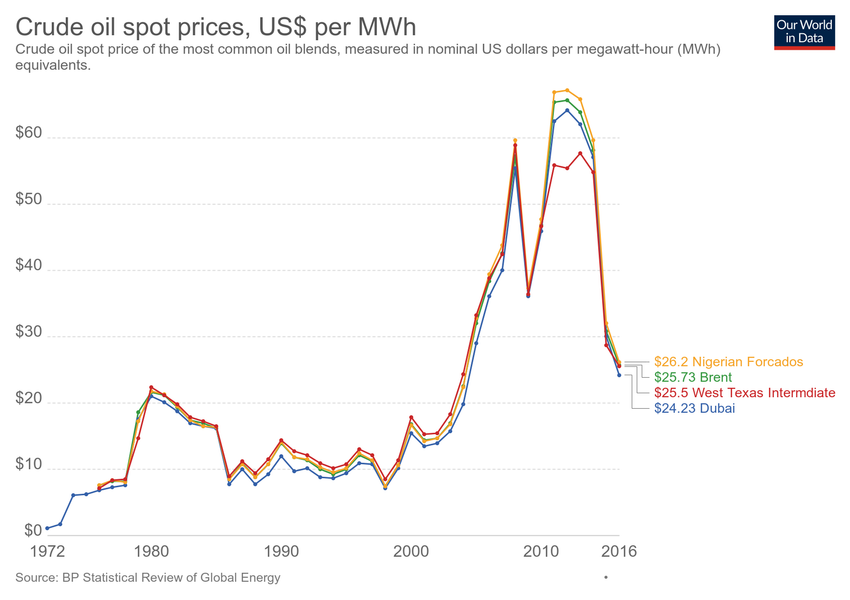 Crude oil spot prices, US$ per MWh
Our World
in Data
Crude oil spot price of the most common oil blends, measured in nominal US dollars per megawatt-hour (MWh)
equivalents.
$60
$50
$40
$30
$20
$10
$0
$26.2 Nigerian Forcados
$25.73 Brent
$25.5 West Texas Intermdiate
$24.23 Dubai
1972 1980 1990 2000 2010 2016
Source: BP Statistical Review of Global Energy